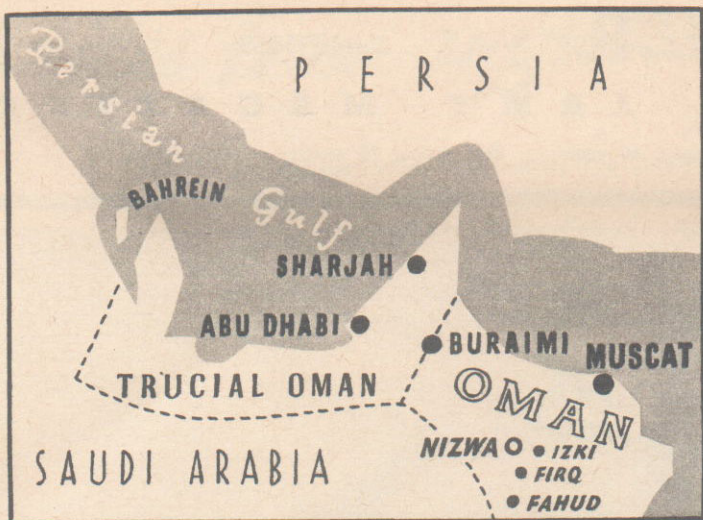 PERSIA
Persian
Gulf
BAHREIN
SHARJAH
ABU DHABI
BURAIMI
MUSCAT
TRUCIAL OMAN
OMAN
NIZWA
IZKI
FIRQ
FAHUD
SAUDI ARABIA